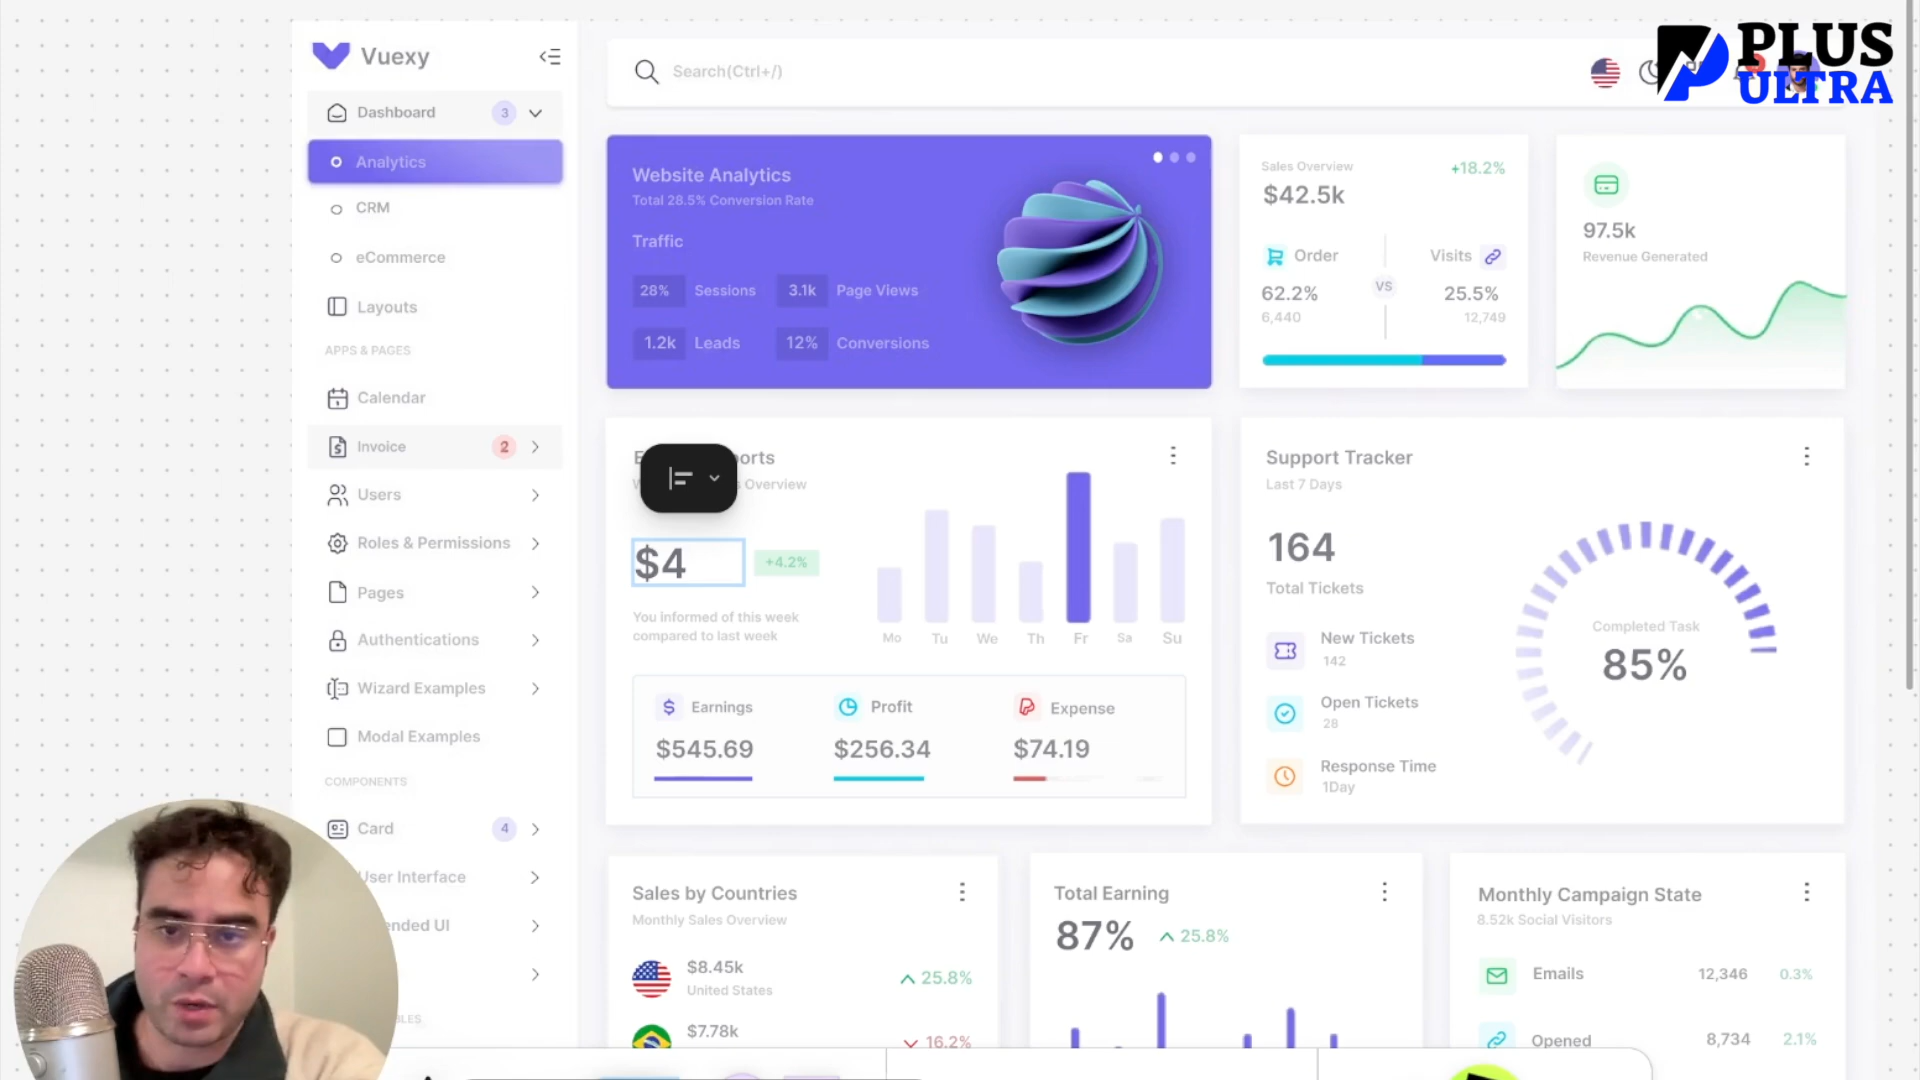 PLUS
ULTRA
Vuexy
Search(Ctrl+/)
Dashboard 3
Analytics
CRM
eCommerce
Layouts
APPS & PAGES
Calendar
Invoice 2
Users
Roles & Permissions
Pages
Authentications
Wizard Examples
Modal Examples
COMPONENTS
Card 4
User Interface
Website Analytics
Total 28.5% Conversion Rate
Traffic
28% Sessions 3.1k Page Views
1.2k Leads 12% Conversions
Sales Overview +18.2%
$42.5k
Order Visits
VS
62.2% 25.5%
6,440 12,749
97.5k
Revenue Generated
Overview
$4 +4.2%
You informed of this week
compared to last week
Mo Tu We Th Fr Sa Su
Earnings Profit Expense
$545.69 $256.34 $74.19
Support Tracker
Last 7 Days
164
Total Tickets
New Tickets
142
Open Tickets
28
Response Time
1Day
Completed Task
85%
Sales by Countries
Monthly Sales Overview
$8.45k 25.8%
United States
$7.78k 16.2%
Total Earning
87% 25.8%
Monthly Campaign State
8.52k Social Visitors
Emails 12,346 0.3%
Opened 8,734 2.1%